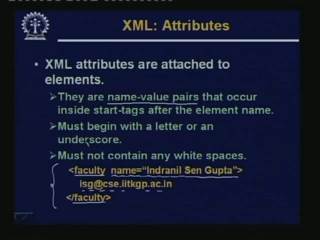 XML: Attributes
• XML attributes are attached to
elements.
➢They are name-value pairs that occur
inside start-tags after the element name.
➢Must begin with a letter or an
underscore.
➢Must not contain any white spaces.
<faculty name="Indranil Sen Gupta">
isg@cse.iitkgp.ac.in
</faculty>